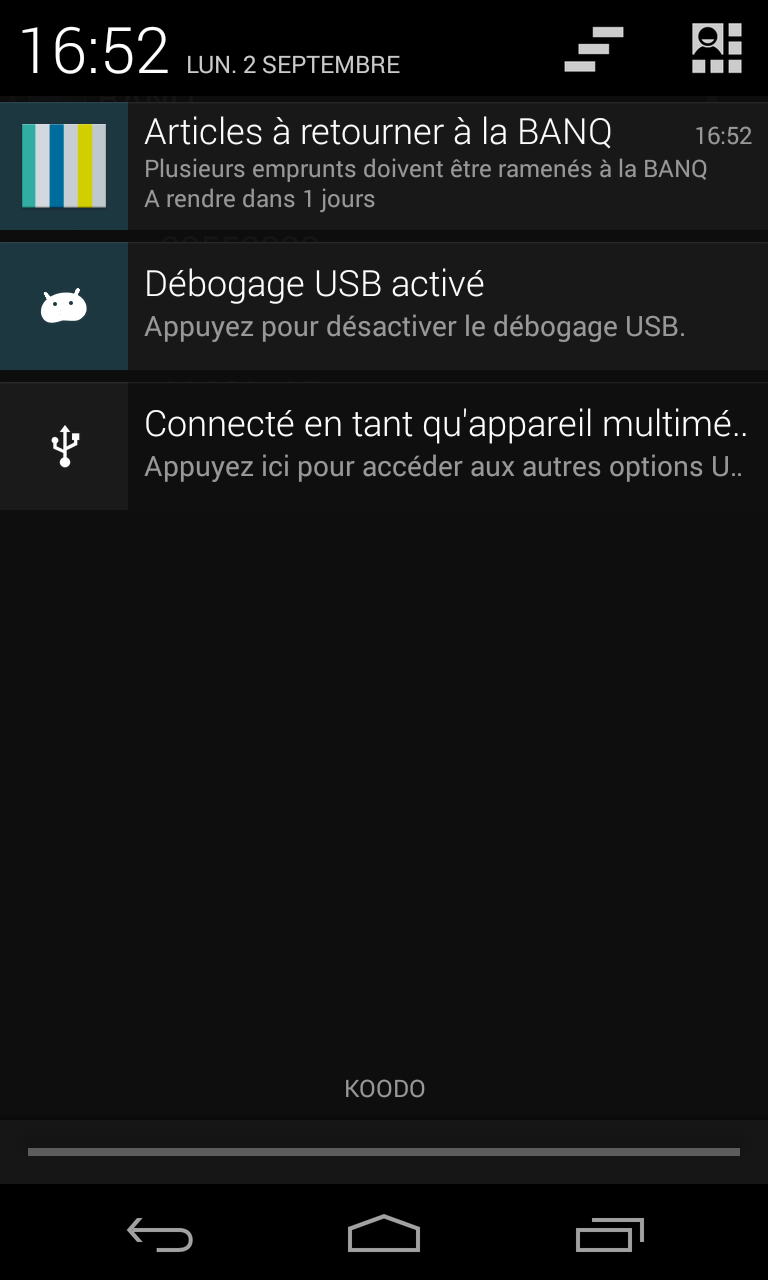 16:52 LUN. 2 SEPTEMBRE
Articles à retourner à la BANQ 16:52
Plusieurs emprunts doivent être ramenés à la BANQ
A rendre dans 1 jours
Débogage USB activé
Appuyez pour désactiver le débogage USB.
Connecté en tant qu'appareil multimé..
Appuyez ici pour accéder aux autres options U..
KOODO